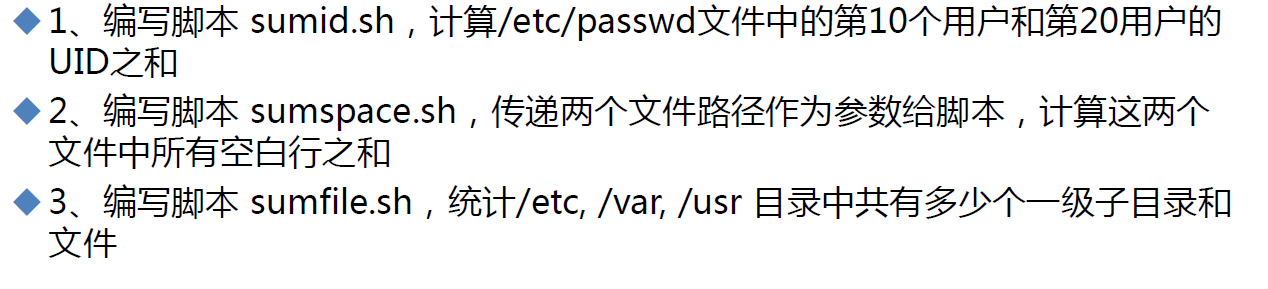 1、编写脚本 sumid.sh，计算/etc/passwd文件中的第10个用户和第20用户的
UID之和
2、编写脚本 sumspace.sh，传递两个文件路径作为参数给脚本，计算这两个
文件中所有空白行之和
3、编写脚本 sumfile.sh，统计/etc, /var, /usr 目录中共有多少个一级子目录和
文件